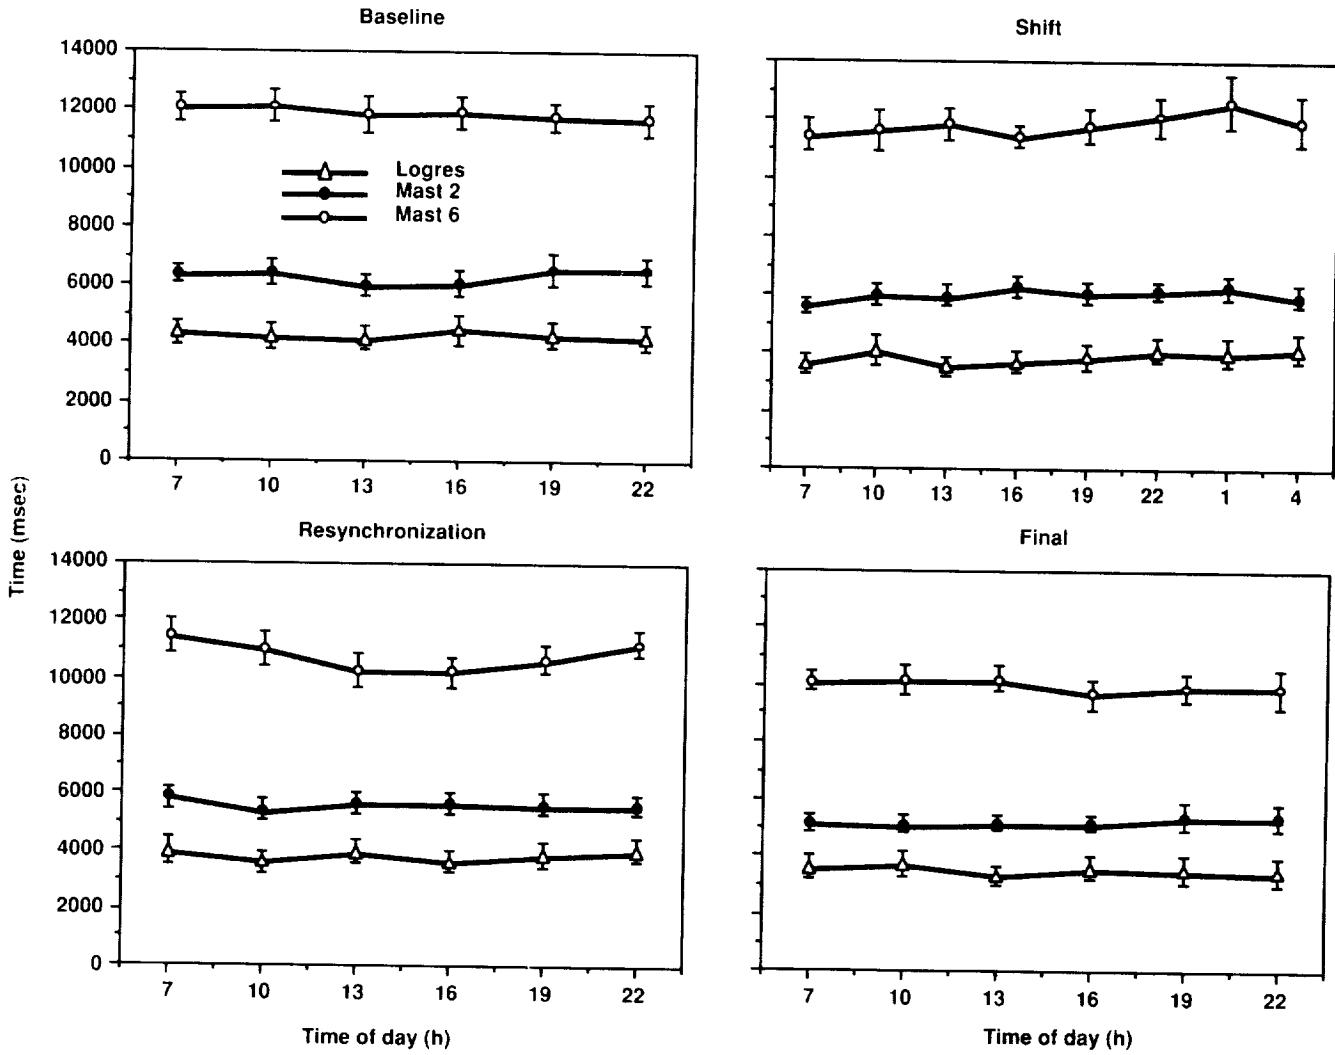 Baseline
14000
12000
10000
8000
6000
4000
2000
0
Logres
Mast 2
Mast 6
7 10 13 16 19 22
Shift
7 10 13 16 19 22 1 4
Time (msec)
Resynchronization
14000
12000
10000
8000
6000
4000
2000
0
7 10 13 16 19 22
Time of day (h)
Final
7 10 13 16 19 22
Time of day (h)